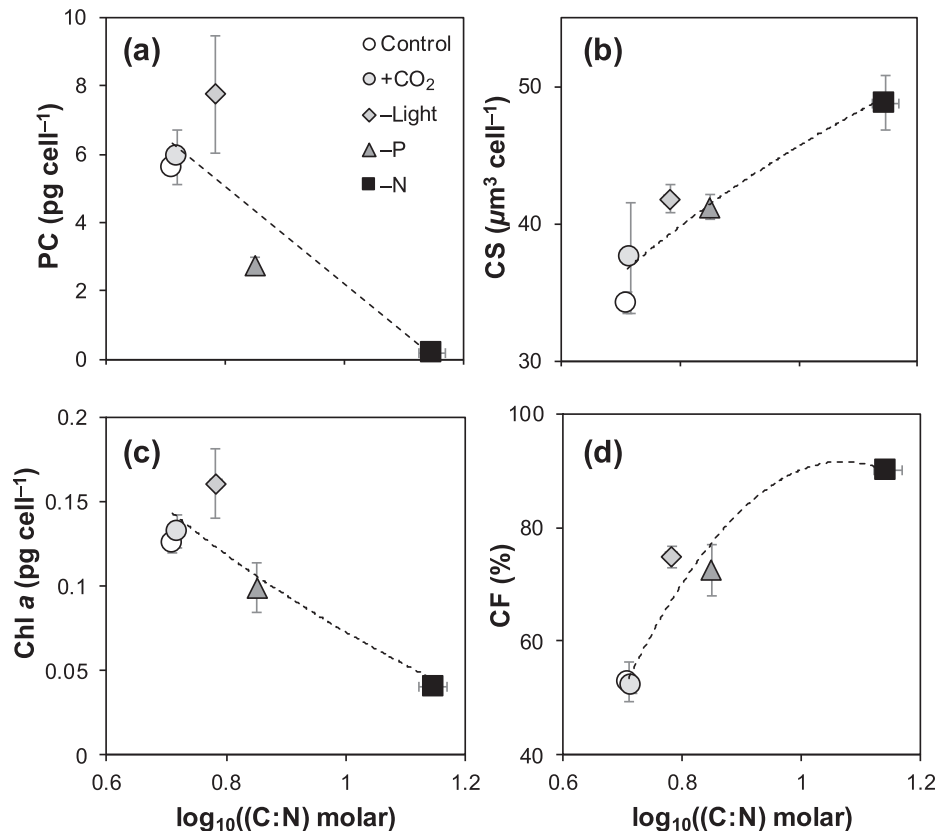 (a)
PC (pg cell⁻¹)
10
8
6
4
2
0
Control
+CO₂
–Light
–P
–N
(b)
CS (µm³ cell⁻¹)
50
40
30
(c)
Chl a (pg cell⁻¹)
0.2
0.15
0.1
0.05
0
0.6
0.8
1
1.2
log₁₀((C:N) molar)
(d)
CF (%)
100
80
60
40
0.6
0.8
1
1.2
log₁₀((C:N) molar)